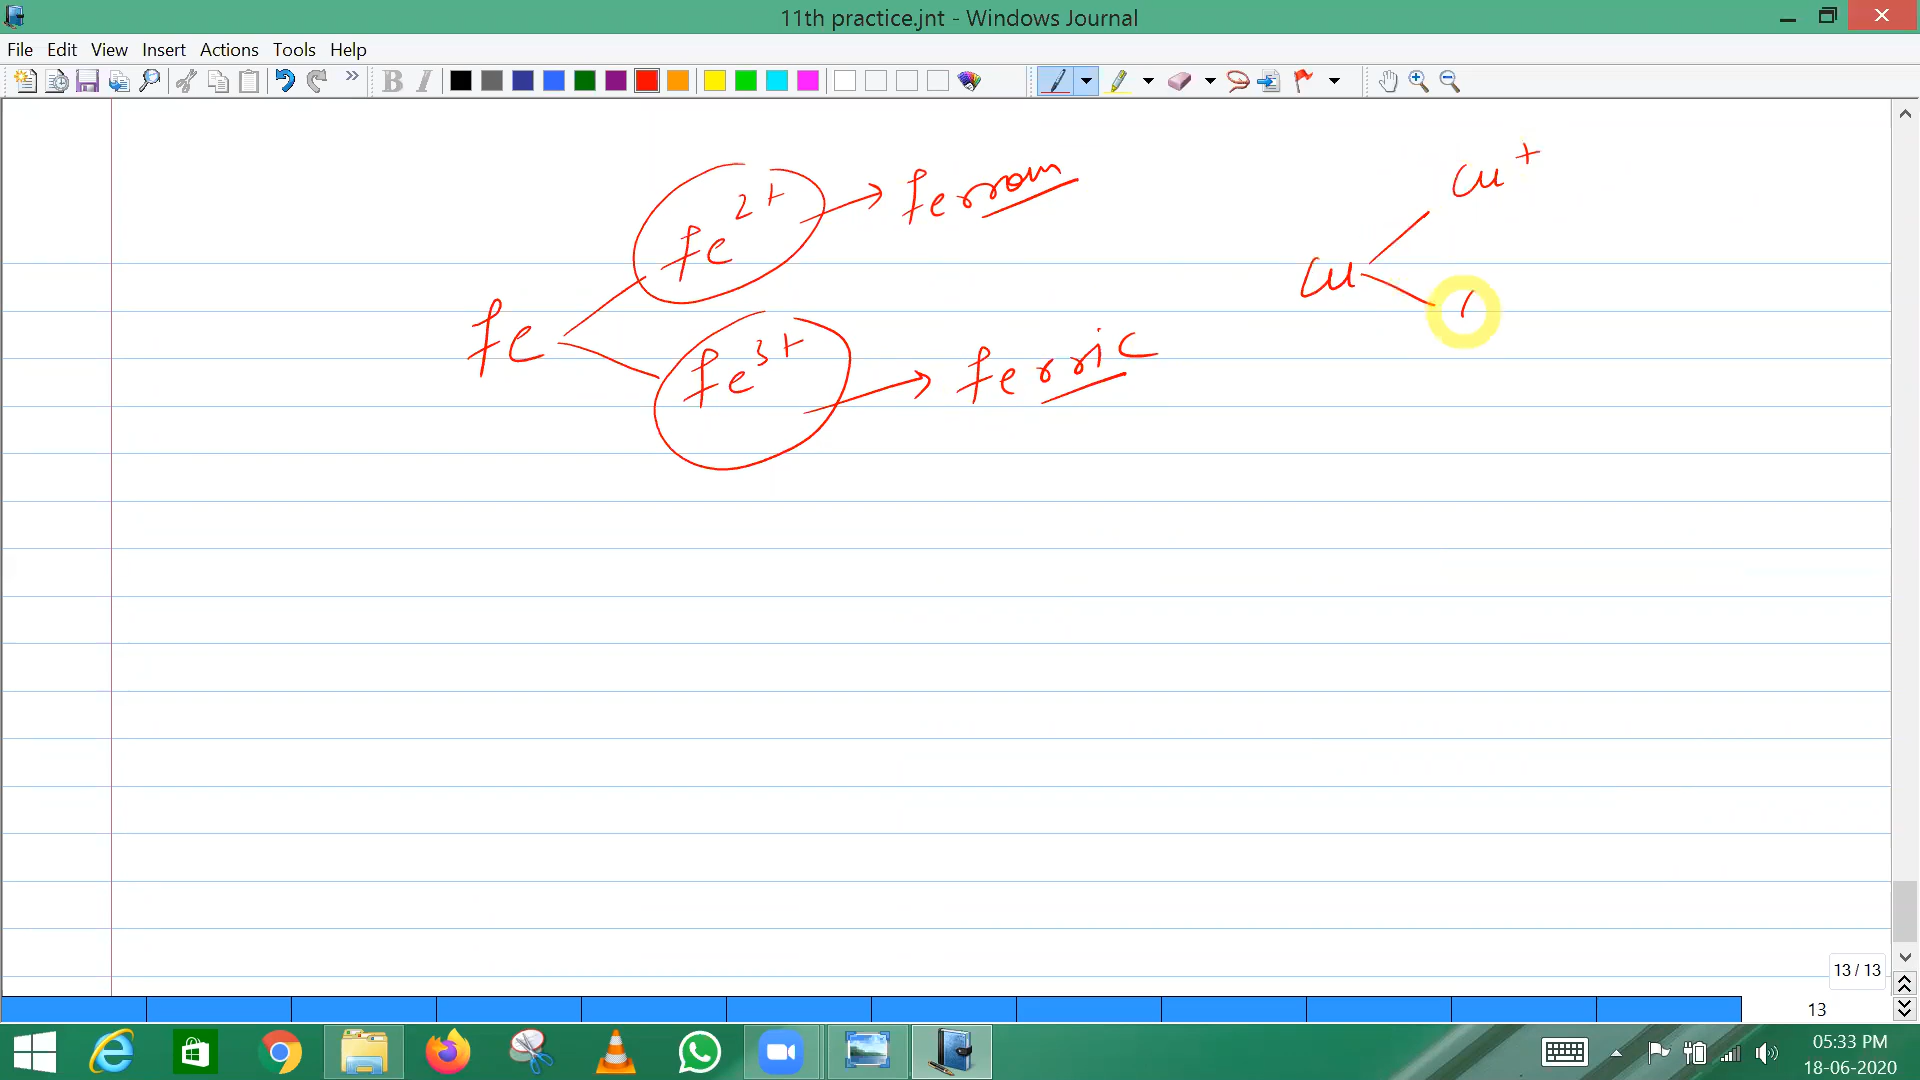 11th practice.jnt - Windows Journal
File Edit View Insert Actions Tools Help
B I
Fe²⁺ → Ferrous
Cu⁺
Cu
Fe
Fe³⁺ → Ferric
13 / 13
13
05:33 PM
18-06-2020